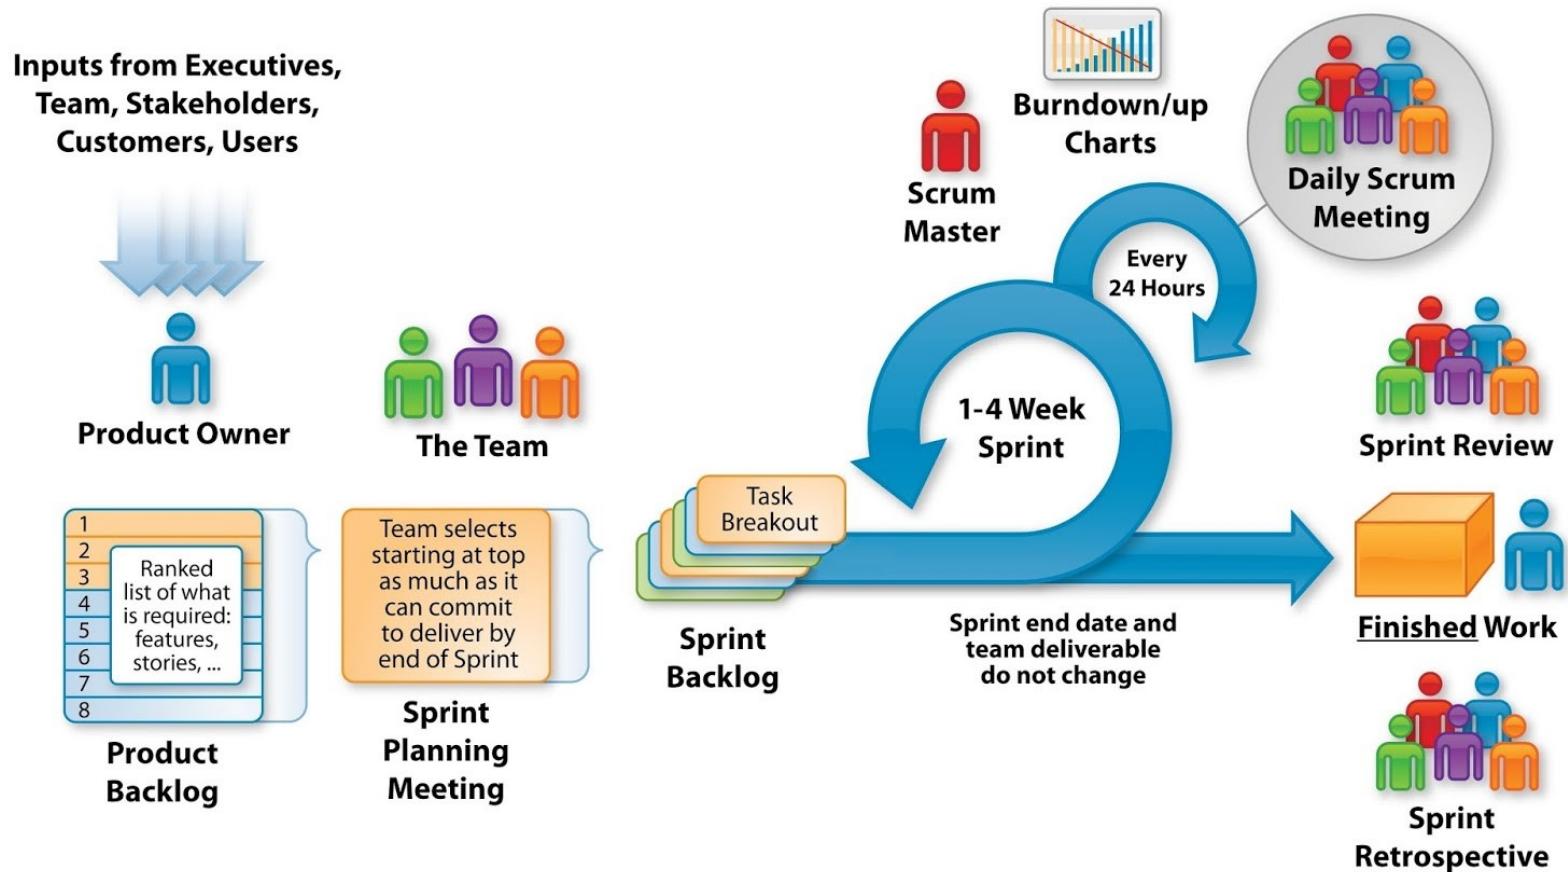 Inputs from Executives,
Team, Stakeholders,
Customers, Users
Product Owner
The Team
1
2
3
4
5
6
7
8
Ranked
list of what
is required:
features,
stories, ...
Product
Backlog
Team selects
starting at top
as much as it
can commit
to deliver by
end of Sprint
Sprint
Planning
Meeting
Task
Breakout
Sprint
Backlog
Scrum
Master
Burndown/up
Charts
Daily Scrum
Meeting
Every
24 Hours
1-4 Week
Sprint
Sprint end date and
team deliverable
do not change
Sprint Review
Finished Work
Sprint
Retrospective